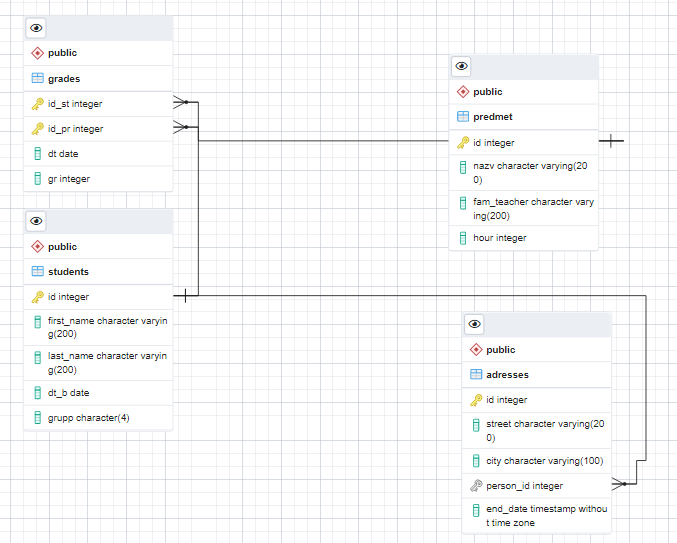 public
grades
id_st integer
id_pr integer
dt date
gr integer
public
students
id integer
first_name character varyin
g(200)
last_name character varyin
g(200)
dt_b date
grupp character(4)
public
predmet
id integer
nazv character varying(20
0)
fam_teacher character vary
ing(200)
hour integer
public
adresses
id integer
street character varying(20
0)
city character varying(100)
person_id integer
end_date timestamp withou
t time zone